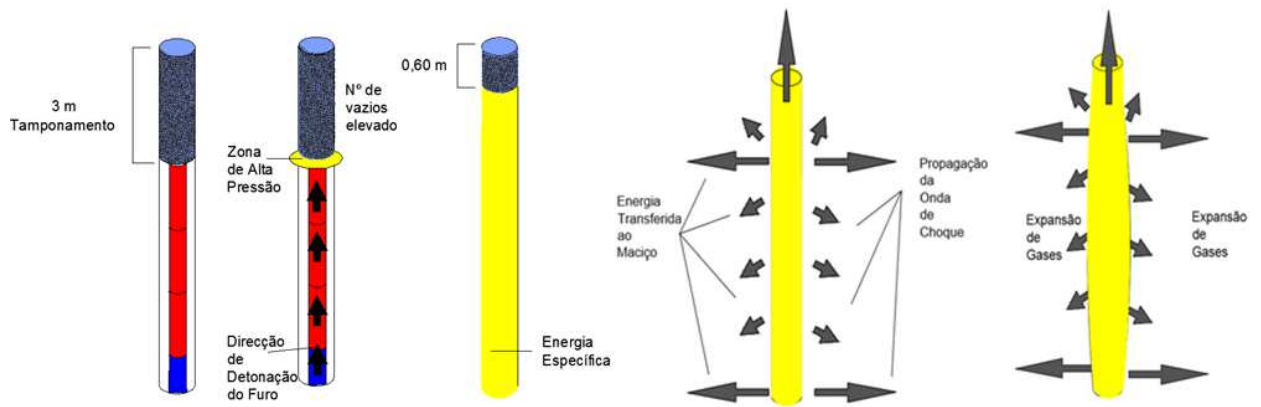 3 m
Tamponamento
Nº de
vazios
elevado
Zona
de Alta
Pressão
Direcção
de
Detonação
do Furo
0,60 m
Energia
Específica
Energia
Transferida
ao
Maciço
Propagação
da
Onda
de
Choque
Expansão
de
Gases
Expansão
de
Gases